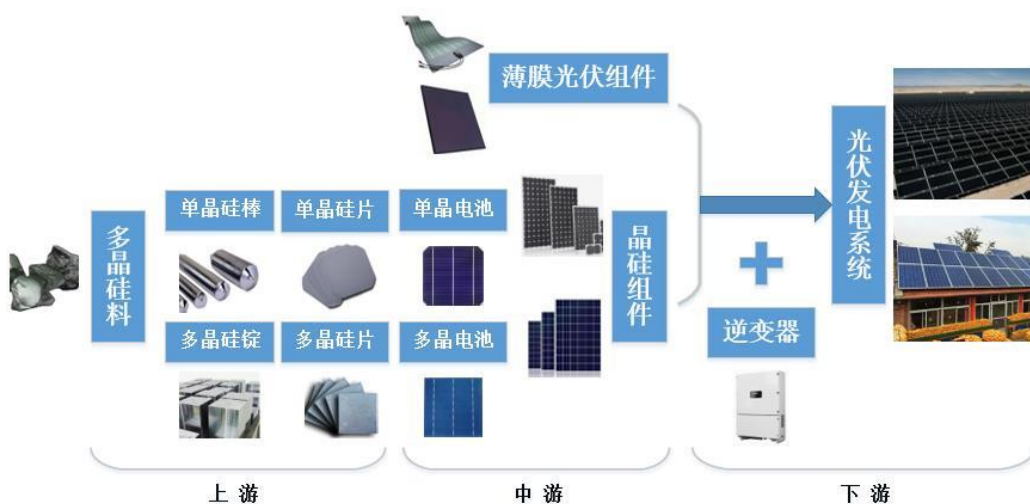 薄膜光伏组件
多晶硅料
单晶硅棒
单晶硅片
单晶电池
多晶硅锭
多晶硅片
多晶电池
晶硅组件
逆变器
光伏发电系统
上 游
中 游
下 游